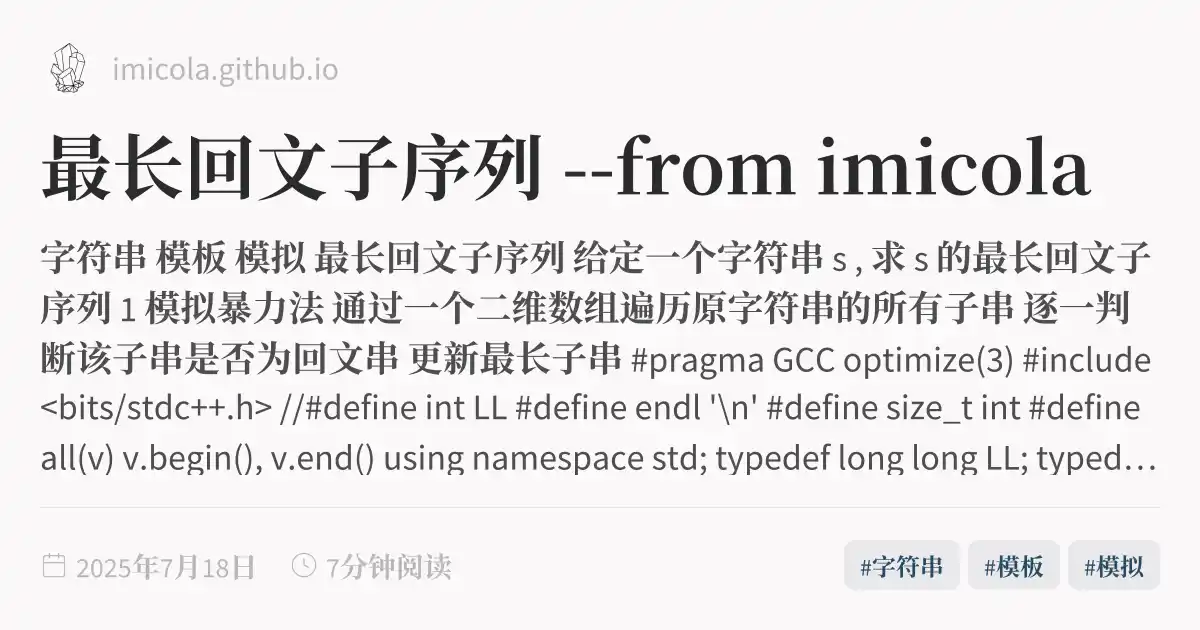 imicola.github.io
最长回文子序列 --from imicola
字符串 模板 模拟 最长回文子序列 给定一个字符串 s , 求 s 的最长回文子
序列 1 模拟暴力法 通过一个二维数组遍历原字符串的所有子串 逐一判
断该子串是否为回文串 更新最长子串 #pragma GCC optimize(3) #include
<bits/stdc++.h> //#define int LL #define endl '\n' #define size_t int #define
all(v) v.begin(), v.end() using namespace std; typedef long long LL; typed…
2025年7月18日 7分钟阅读 #字符串 #模板 #模拟